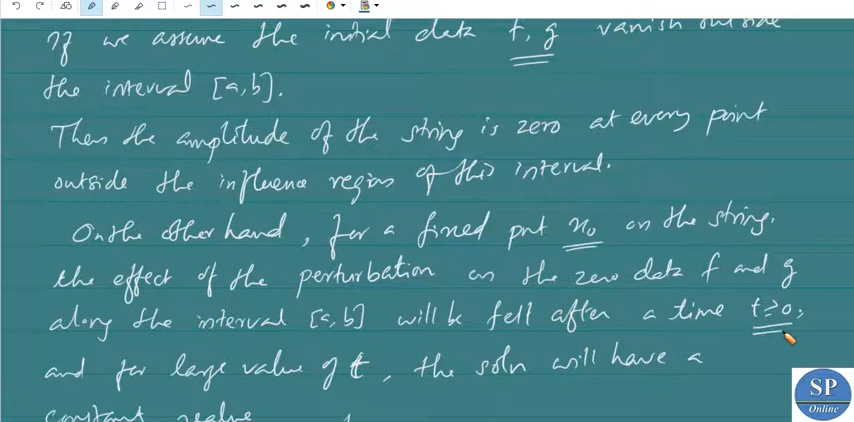 If we assume the initial data f, g vanish outside
the interval [a,b].
Then the amplitude of the string is zero at every point
outside the influence region of this interval.
On the other hand, for a fixed pnt x₀ on the string,
the effect of the perturbation on the zero data f and g
along the interval [a,b] will be felt after a time t≥0,
and for large value of t, the soln will have a
constant value
SP
Online